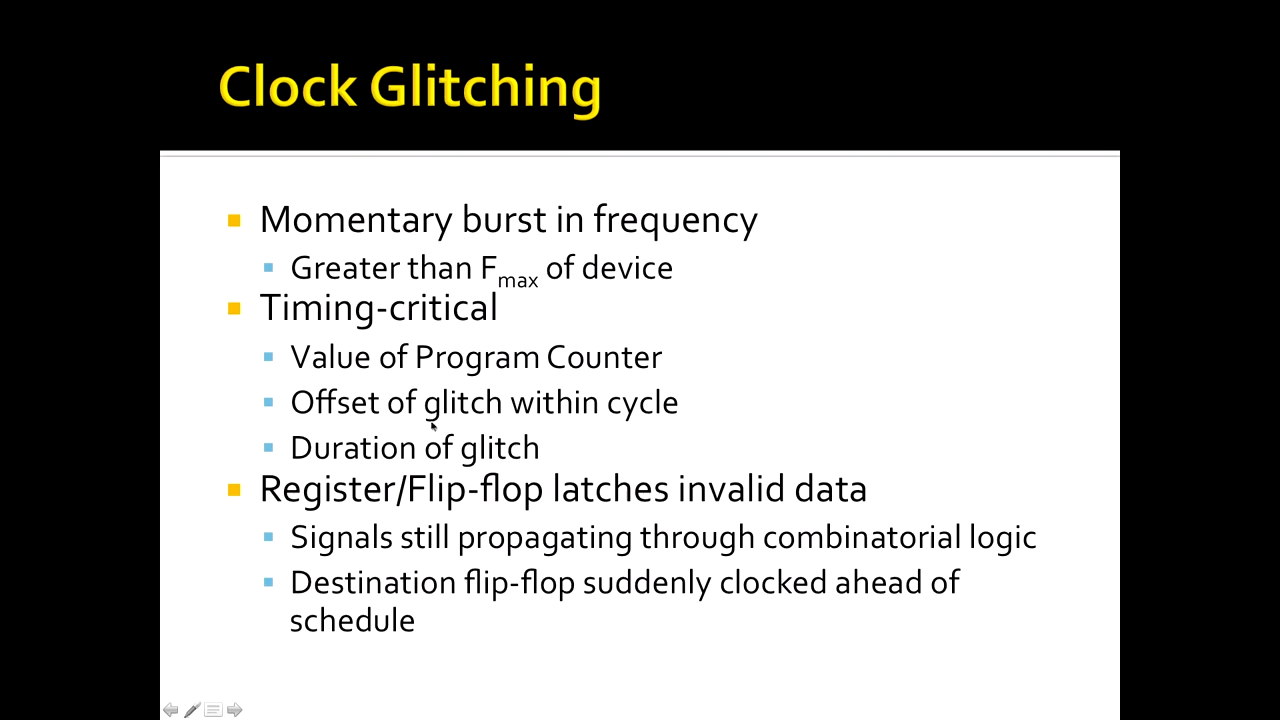 Clock Glitching
Momentary burst in frequency
Greater than Fmax of device
Timing-critical
Value of Program Counter
Offset of glitch within cycle
Duration of glitch
Register/Flip-flop latches invalid data
Signals still propagating through combinatorial logic
Destination flip-flop suddenly clocked ahead of
schedule